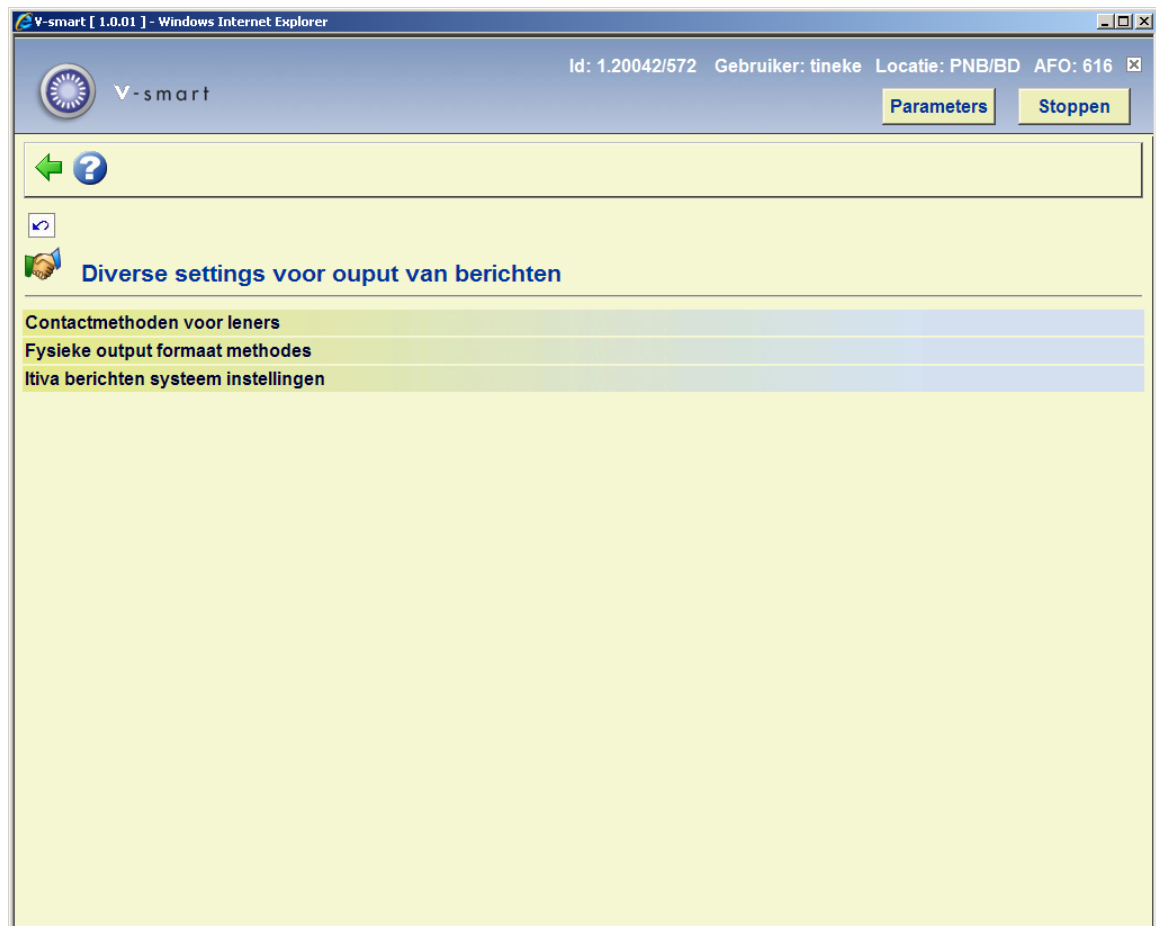 V-smart [ 1.0.01 ] - Windows Internet Explorer
Id: 1.20042/572 Gebruiker: tineke Locatie: PNB/BD AFO: 616
V-smart
Parameters Stoppen
Diverse settings voor ouput van berichten
Contactmethoden voor leners
Fysieke output formaat methodes
Itiva berichten systeem instellingen